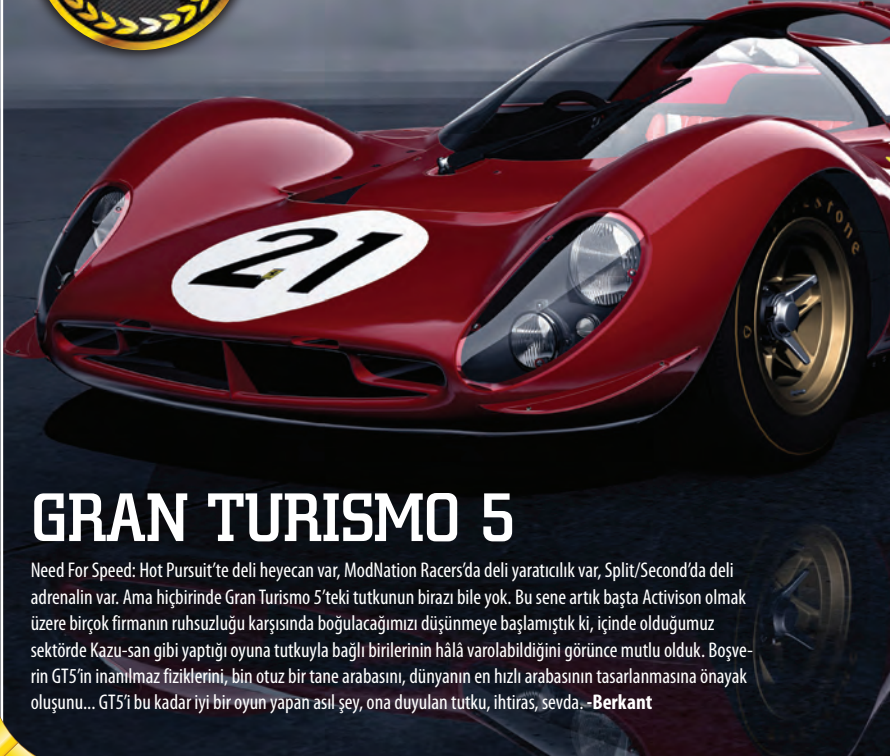 21
Firestone
GRAN TURISMO 5
Need For Speed: Hot Pursuit'te deli heyecan var, ModNation Racers'da deli yaratıcılık var, Split/Second'da deli
adrenalin var. Ama hiçbirinde Gran Turismo 5'teki tutkunun birazı bile yok. Bu sene artık başta Activison olmak
üzere birçok firmanın ruhsuzluğu karşısında boğulacağımızı düşünmeye başlamıştık ki, içinde olduğumuz
sektörde Kazu-san gibi yaptığı oyuna tutkuyla bağlı birilerinin hâlâ varolabildiğini görünce mutlu olduk. Boşve-
rin GT5'in inanılmaz fiziklerini, bin otuz bir tane arabasını, dünyanın en hızlı arabasının tasarlanmasına önayak
oluşunu... GT5'i bu kadar iyi bir oyun yapan asıl şey, ona duyulan tutku, ihtiras, sevda. -Berkant